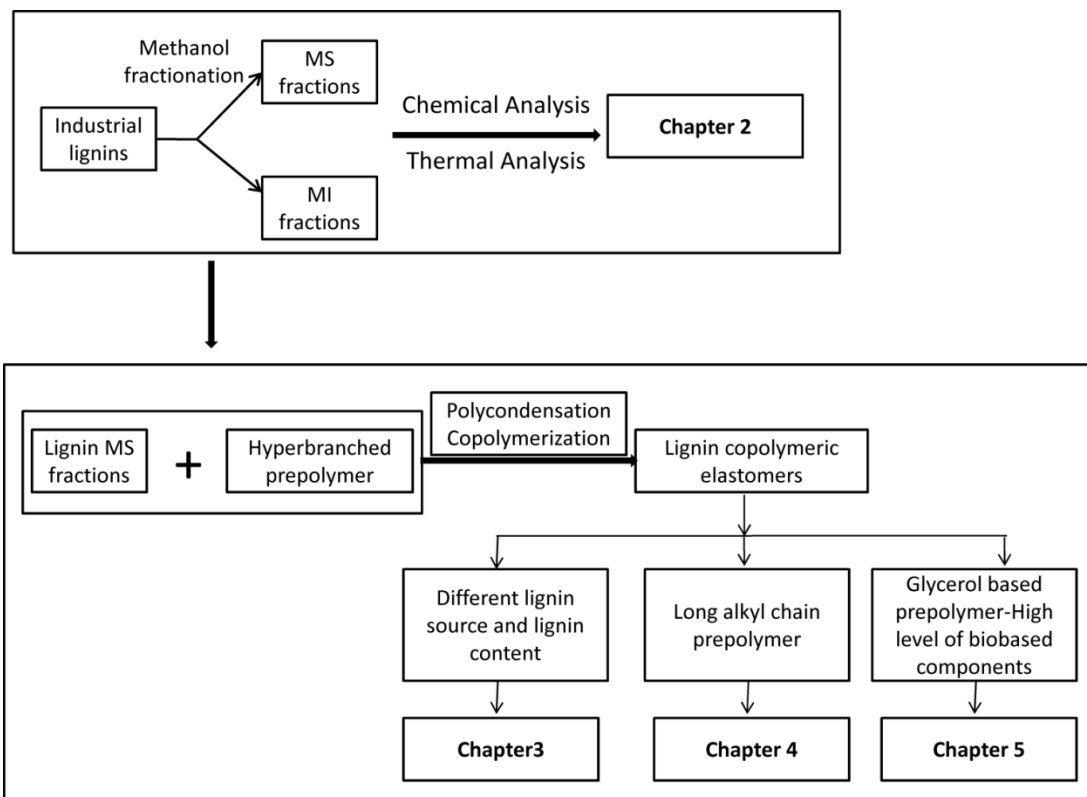 Methanol
fractionation
MS
fractions
Industrial
lignins
MI
fractions
Chemical Analysis
Thermal Analysis
Chapter 2
Lignin MS
fractions
+
Hyperbranched
prepolymer
Polycondensation
Copolymerization
Lignin copolymeric
elastomers
Different lignin
source and lignin
content
Long alkyl chain
prepolymer
Glycerol based
prepolymer-High
level of biobased
components
Chapter3
Chapter 4
Chapter 5